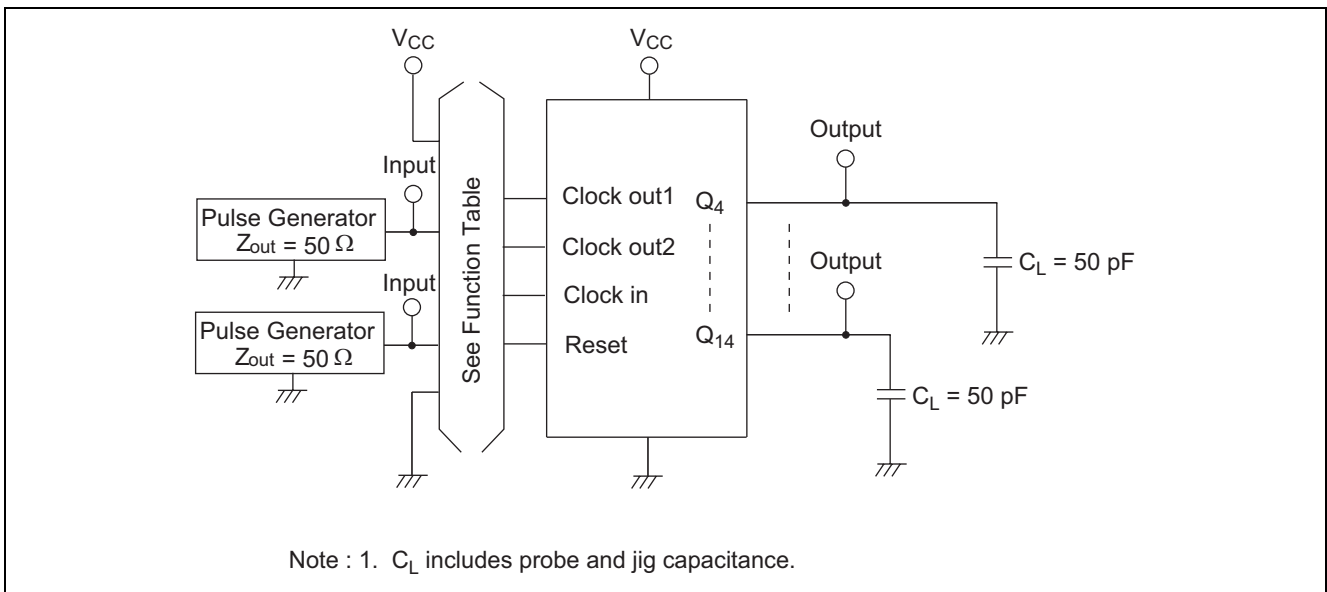 VCC
VCC
Output
Input
Pulse Generator
Zout = 50 Ω
Clock out1
Q4
Clock out2
Output
CL = 50 pF
Input
Clock in
Pulse Generator
Zout = 50 Ω
Reset
Q14
See Function Table
CL = 50 pF
Note : 1. CL includes probe and jig capacitance.